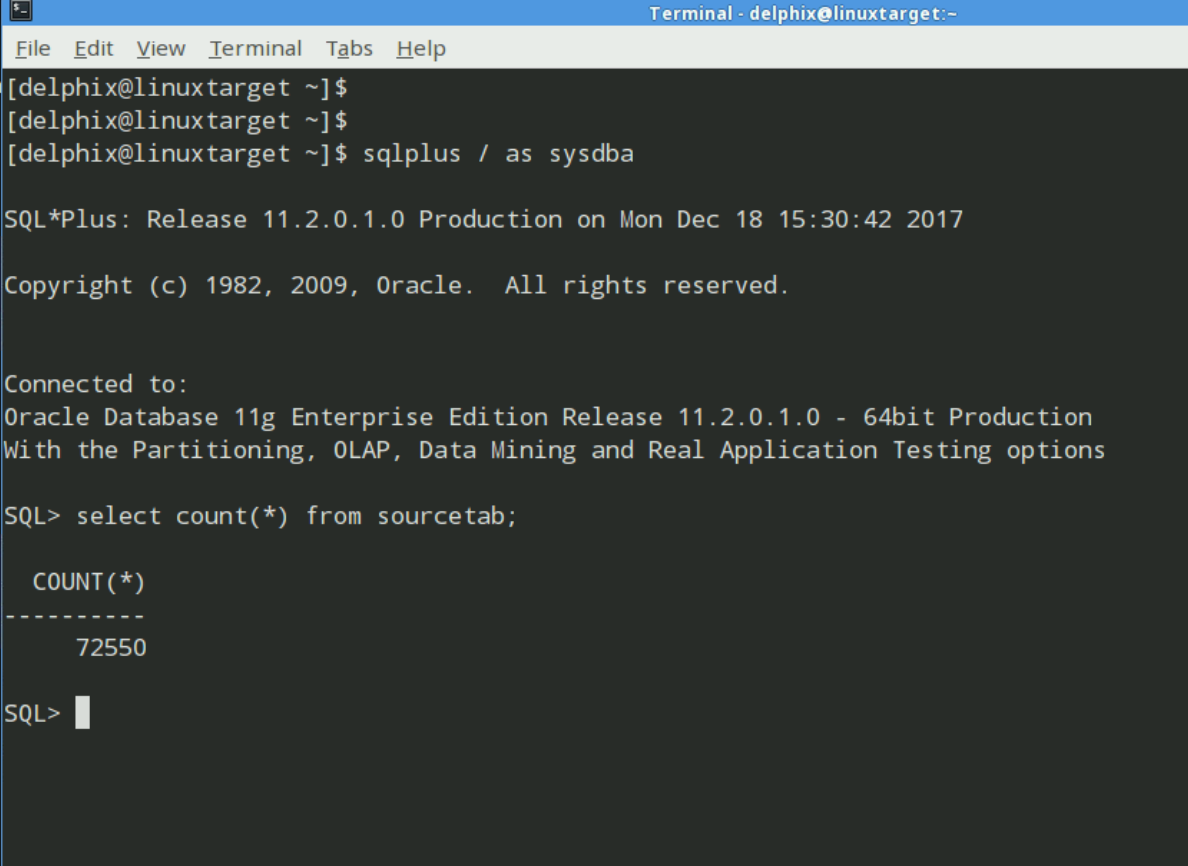 Terminal - delphix@linuxtarget:~
File Edit View Terminal Tabs Help
[delphix@linuxtarget ~]$
[delphix@linuxtarget ~]$
[delphix@linuxtarget ~]$ sqlplus / as sysdba
SQL*Plus: Release 11.2.0.1.0 Production on Mon Dec 18 15:30:42 2017
Copyright (c) 1982, 2009, Oracle.  All rights reserved.
Connected to:
Oracle Database 11g Enterprise Edition Release 11.2.0.1.0 - 64bit Production
With the Partitioning, OLAP, Data Mining and Real Application Testing options
SQL> select count(*) from sourcetab;
  COUNT(*)
----------
     72550
SQL>